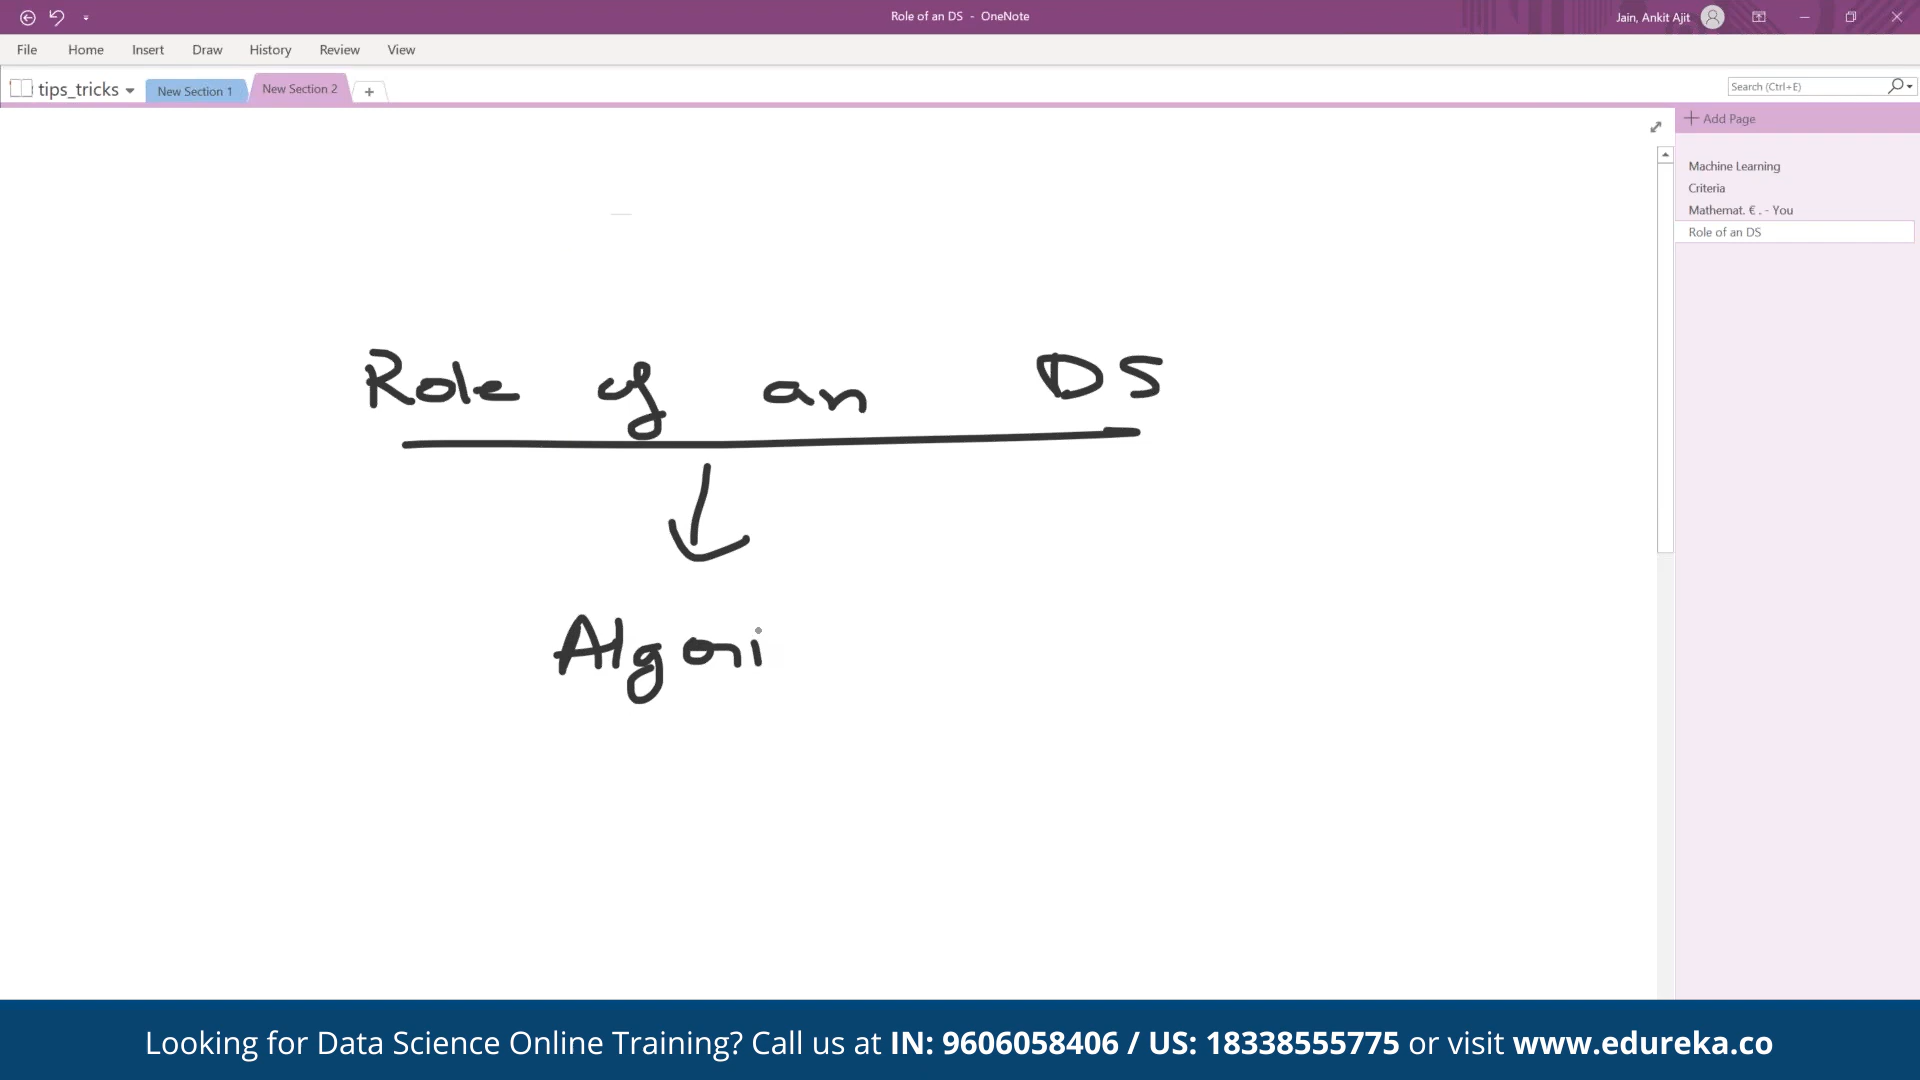 Role of an DS - OneNote
Jain, Ankit Ajit
File Home Insert Draw History Review View
tips_tricks New Section 1 New Section 2 +
Search (Ctrl+E)
Add Page
Machine Learning
Criteria
Mathemat. € . - You
Role of an DS
Role of an DS
Algori
Looking for Data Science Online Training? Call us at IN: 9606058406 / US: 18338555775 or visit www.edureka.co